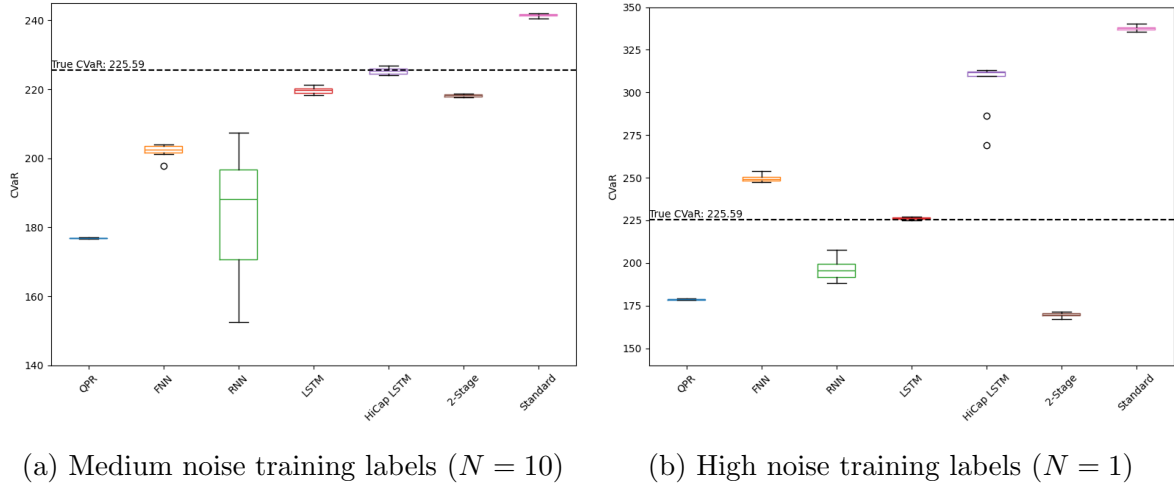 240
220
200
180
160
140
CVaR
True CVaR: 225.59
QPR
FNN
RNN
LSTM
HiCap LSTM
2-Stage
Standard
(a) Medium noise training labels (N = 10)
350
325
300
275
250
225
200
175
150
CVaR
True CVaR: 225.59
QPR
FNN
RNN
LSTM
HiCap LSTM
2-Stage
Standard
(b) High noise training labels (N = 1)